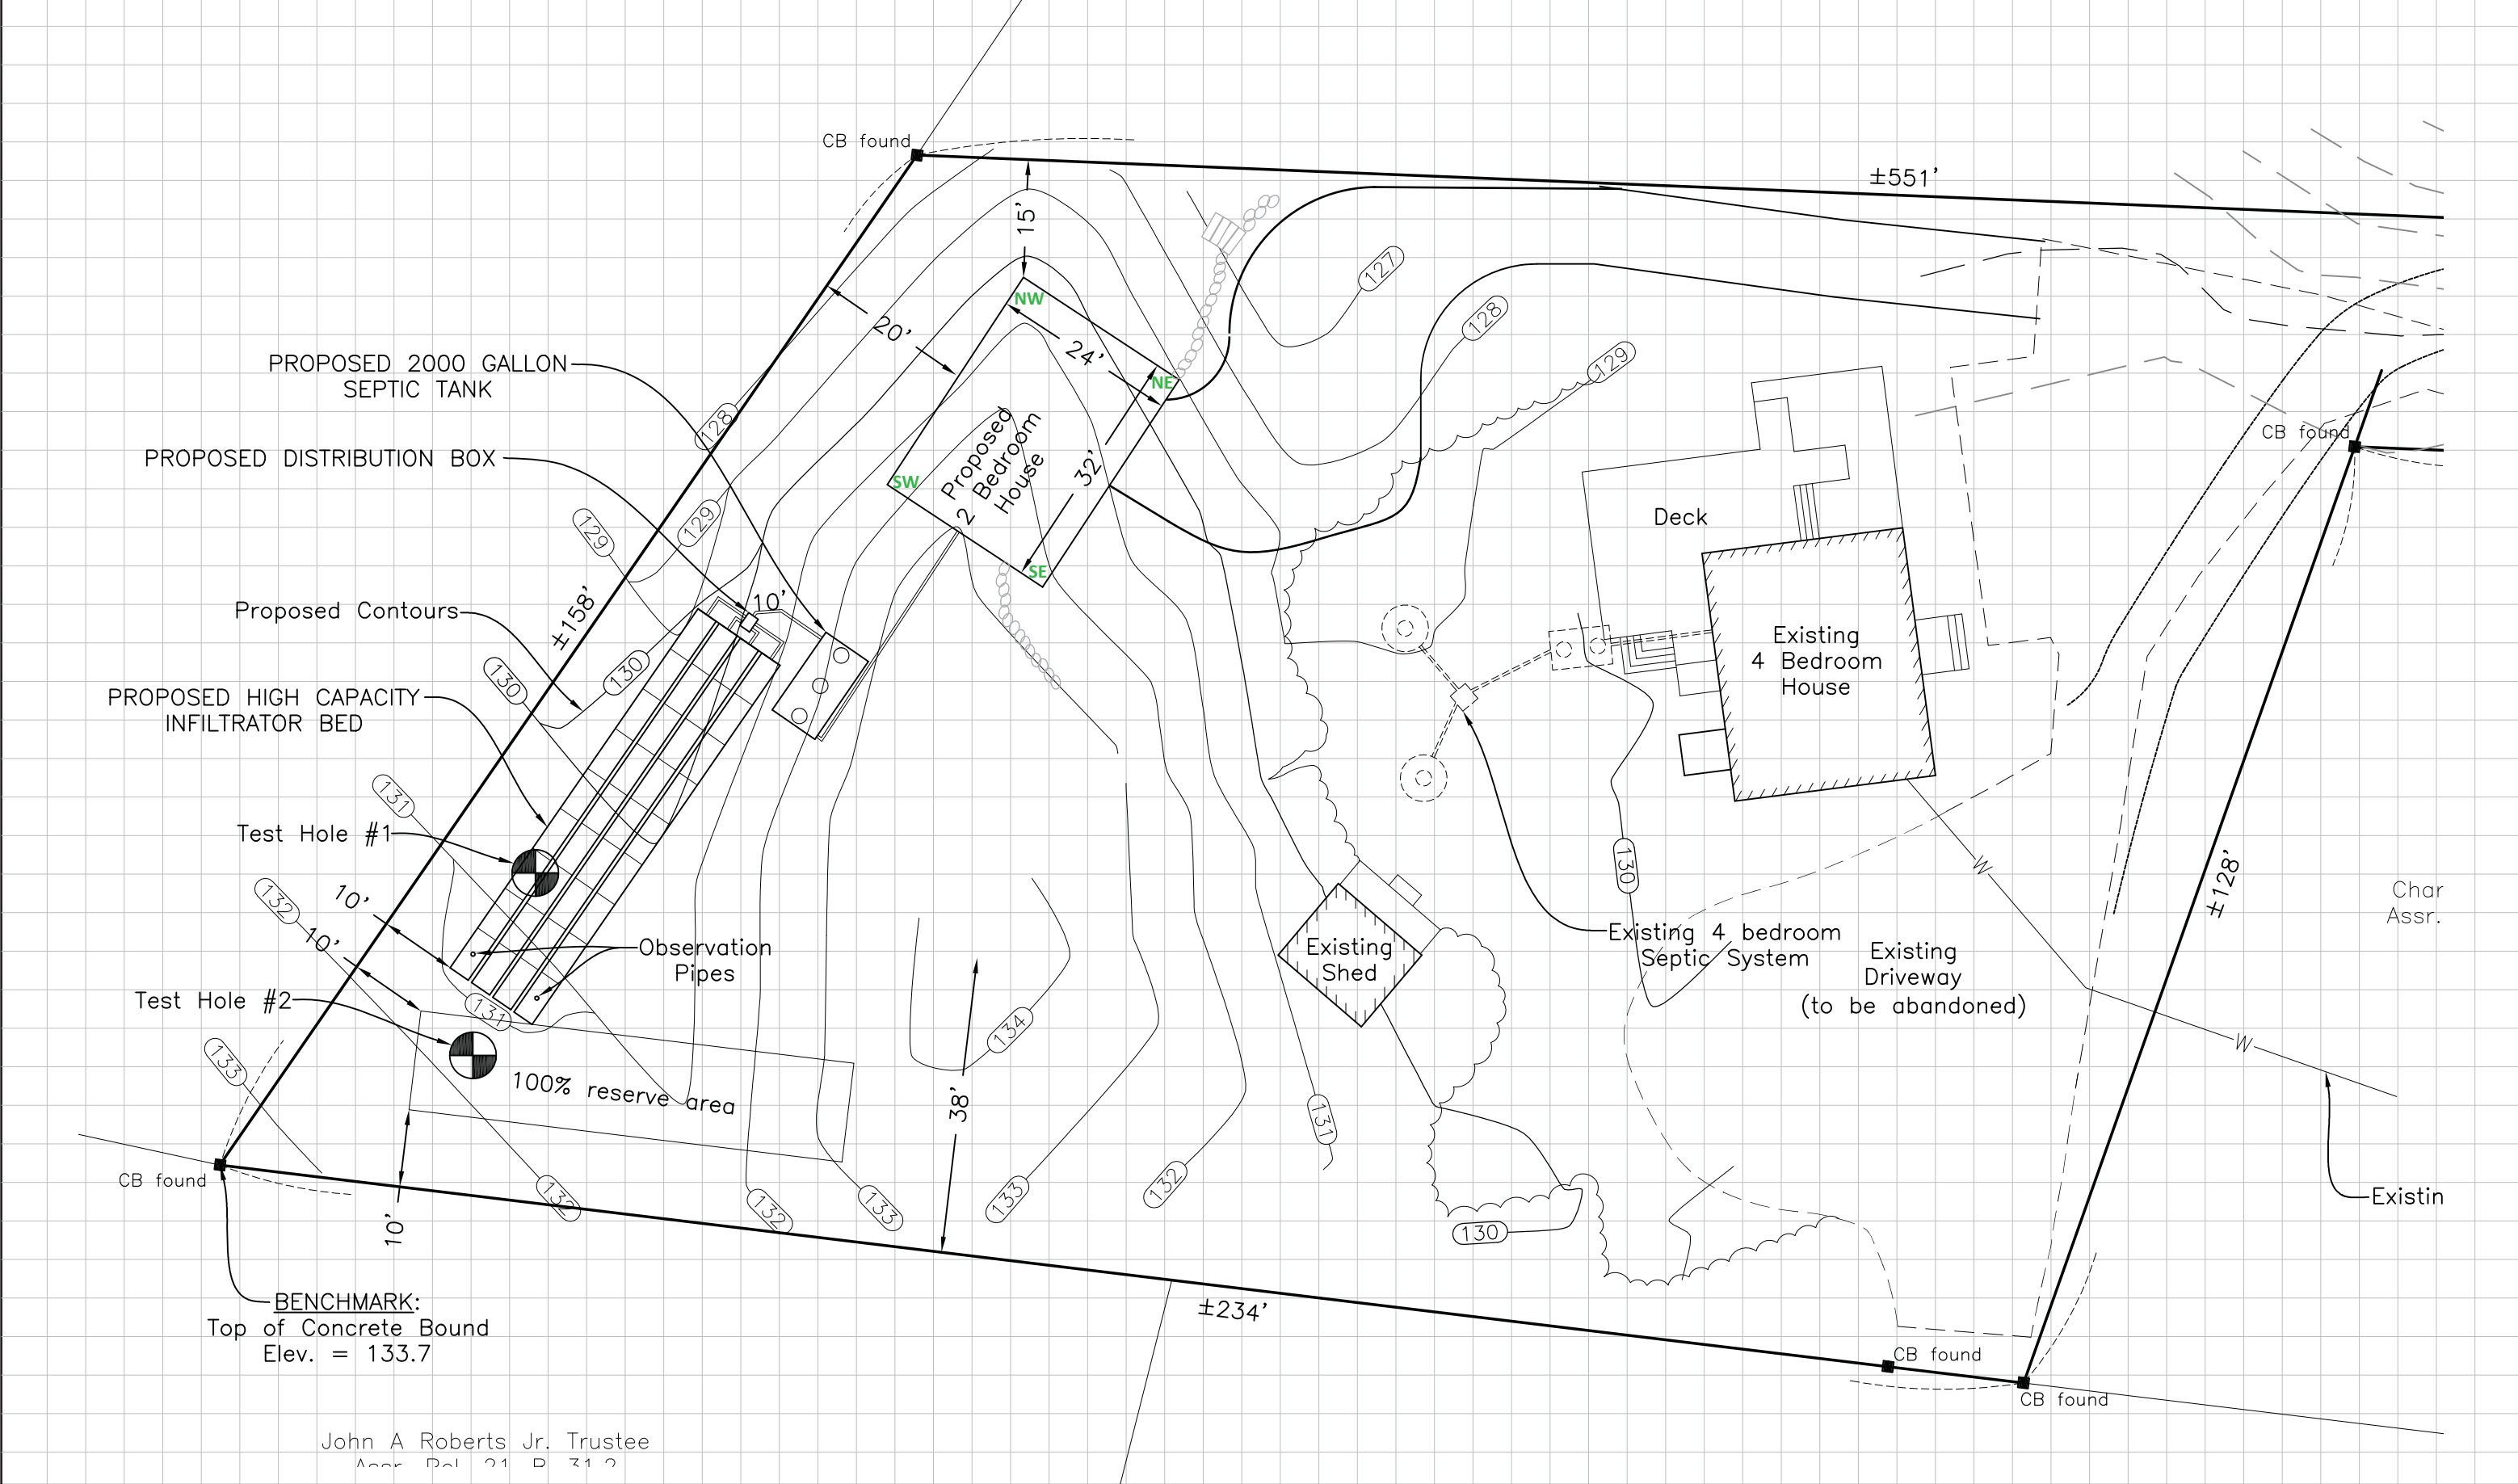 CB found
±551'
15'
NW
127
20'
128
24'
129
PROPOSED 2000 GALLON
SEPTIC TANK
NE
128
CB found
PROPOSED DISTRIBUTION BOX
Proposed
2 Bedroom
House
32'
SW
Deck
129
129
SE
±158'
10'
Proposed Contours
Existing
4 Bedroom
House
130
130
PROPOSED HIGH CAPACITY
INFILTRATOR BED
131
Test Hole #1
130
W
±128'
10'
132
Char
Assr.
10'
Observation
Pipes
Existing
Shed
Existing 4 bedroom
Septic System
Existing
Driveway
(to be abandoned)
Test Hole #2
131
134
W
133
100% reserve area
38'
131
CB found
132
132
133
133
132
Existin
10'
130
BENCHMARK:
Top of Concrete Bound
Elev. = 133.7
±234'
CB found
CB found
John A Roberts Jr. Trustee